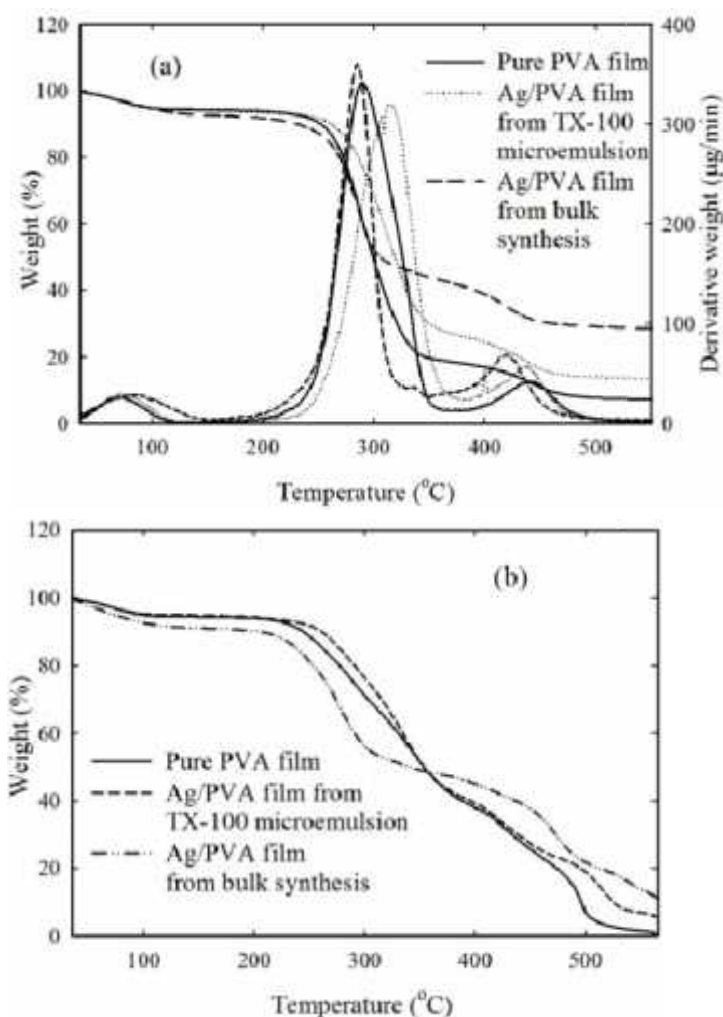 120
100
80
60
40
20
0
Weight (%)
(a)
Pure PVA film
Ag/PVA film
from TX-100
microemulsion
Ag/PVA film
from bulk
synthesis
400
300
200
100
0
Derivative weight (µg/min)
100 200 300 400 500
Temperature (°C)
120
100
80
60
40
20
0
Weight (%)
(b)
Pure PVA film
Ag/PVA film from
TX-100 microemulsion
Ag/PVA film
from bulk synthesis
100 200 300 400 500
Temperature (°C)